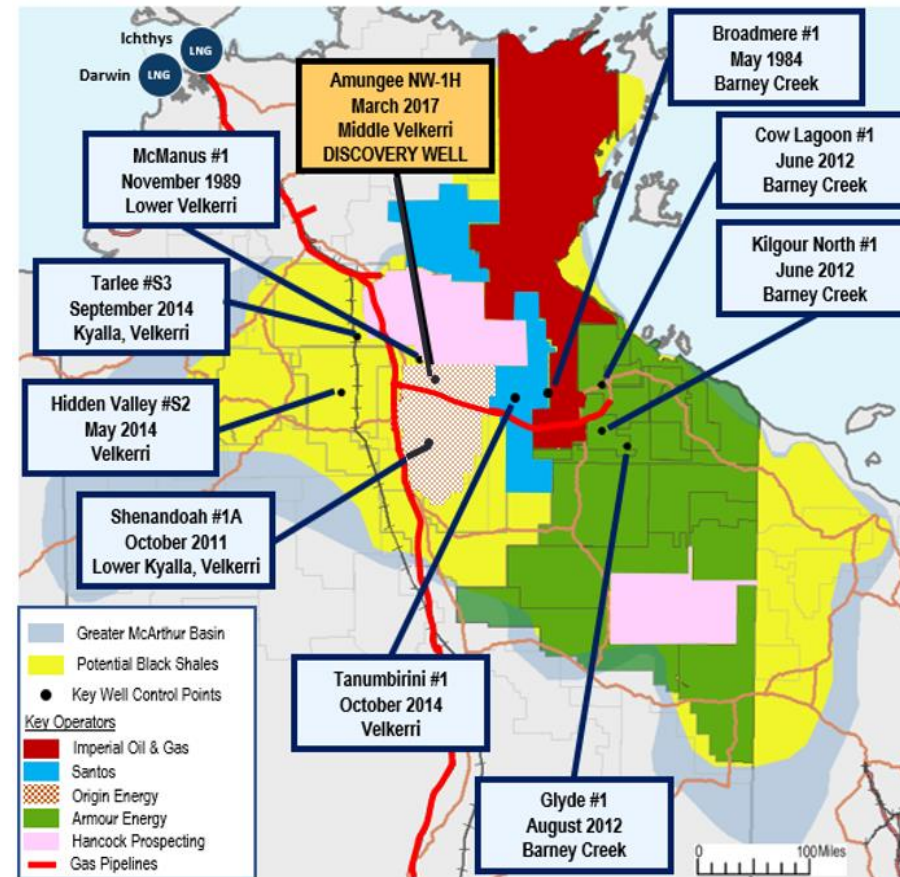 Ichthys
LNG
Darwin
LNG
Amungee NW-1H
March 2017
Middle Velkerri
DISCOVERY WELL
Broadmere #1
May 1984
Barney Creek
McManus #1
November 1989
Lower Velkerri
Cow Lagoon #1
June 2012
Barney Creek
Kilgour North #1
June 2012
Barney Creek
Tarlee #S3
September 2014
Kyalla, Velkerri
Hidden Valley #S2
May 2014
Velkerri
Shenandoah #1A
October 2011
Lower Kyalla, Velkerri
Tanumbirini #1
October 2014
Velkerri
Glyde #1
August 2012
Barney Creek
Greater McArthur Basin
Potential Black Shales
Key Well Control Points
Key Operators
Imperial Oil & Gas
Santos
Origin Energy
Armour Energy
Hancock Prospecting
Gas Pipelines
0
100Miles